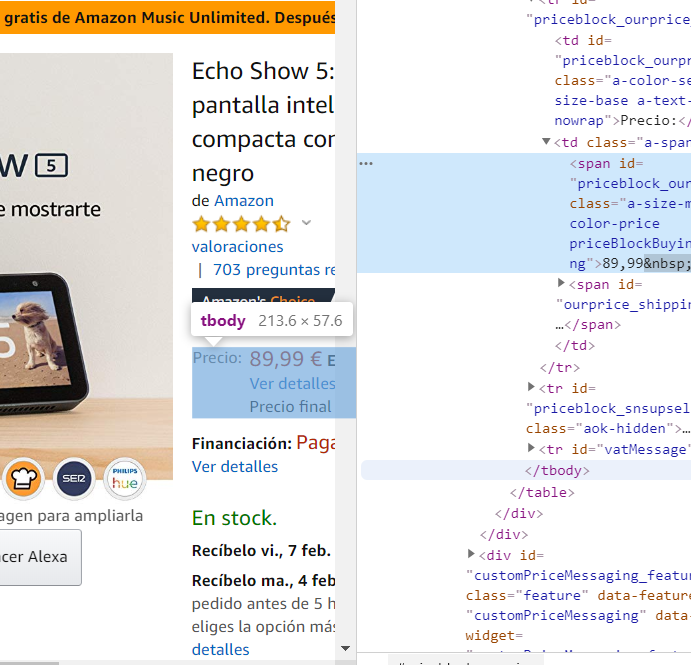 gratis de Amazon Music Unlimited. Después
Echo Show 5:
pantalla intel
compacta con
negro
de Amazon
valoraciones
| 703 preguntas re
W 5
e mostrarte
Amazon's Choice
tbody 213.6 × 57.6
Precio: 89,99 € E
Ver detalles
Precio final
Financiación: Paga
Ver detalles
SER
PHILIPS
hue
agen para ampliarla
cer Alexa
En stock.
Recíbelo vi., 7 feb.
Recíbelo ma., 4 feb
pedido antes de 5 h
eliges la opción más
detalles
<tr id=
"priceblock_ourprice
<td id=
"priceblock_ourpr
class="a-color-se
size-base a-text-
nowrap">Precio:</
▼<td class="a-span
<span id=
"priceblock_our
class="a-size-m
color-price
priceBlockBuyin
ng">89,99&nbsp;
▶<span id=
"ourprice_shippin
…</span>
</td>
</tr>
▶<tr id=
"priceblock_snsupsel
class="aok-hidden">…
▶<tr id="vatMessage"
</tbody>
</table>
</div>
</div>
▶<div id=
"customPriceMessaging_featu
class="feature" data-feature
"customPriceMessaging" data-
widget=